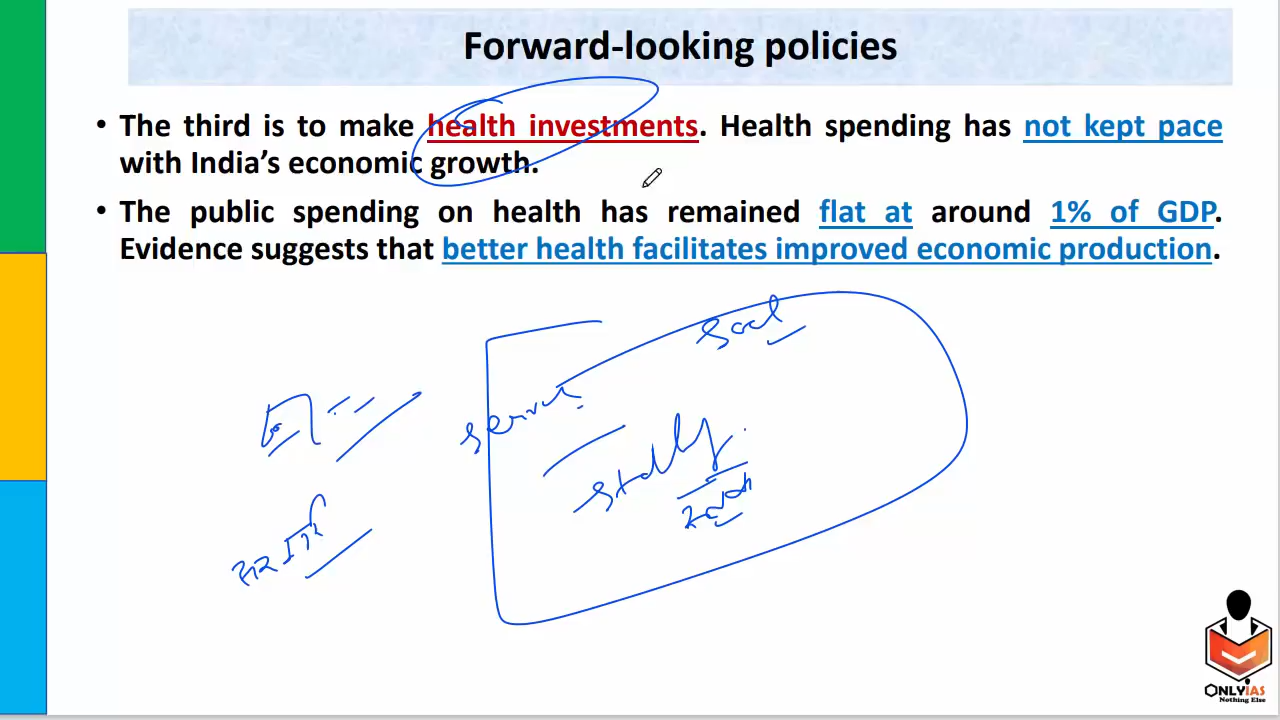 Forward-looking policies
• The third is to make health investments. Health spending has not kept pace
with India's economic growth.
• The public spending on health has remained flat at around 1% of GDP.
Evidence suggests that better health facilitates improved economic production.
ONLYIAS
Nothing Else